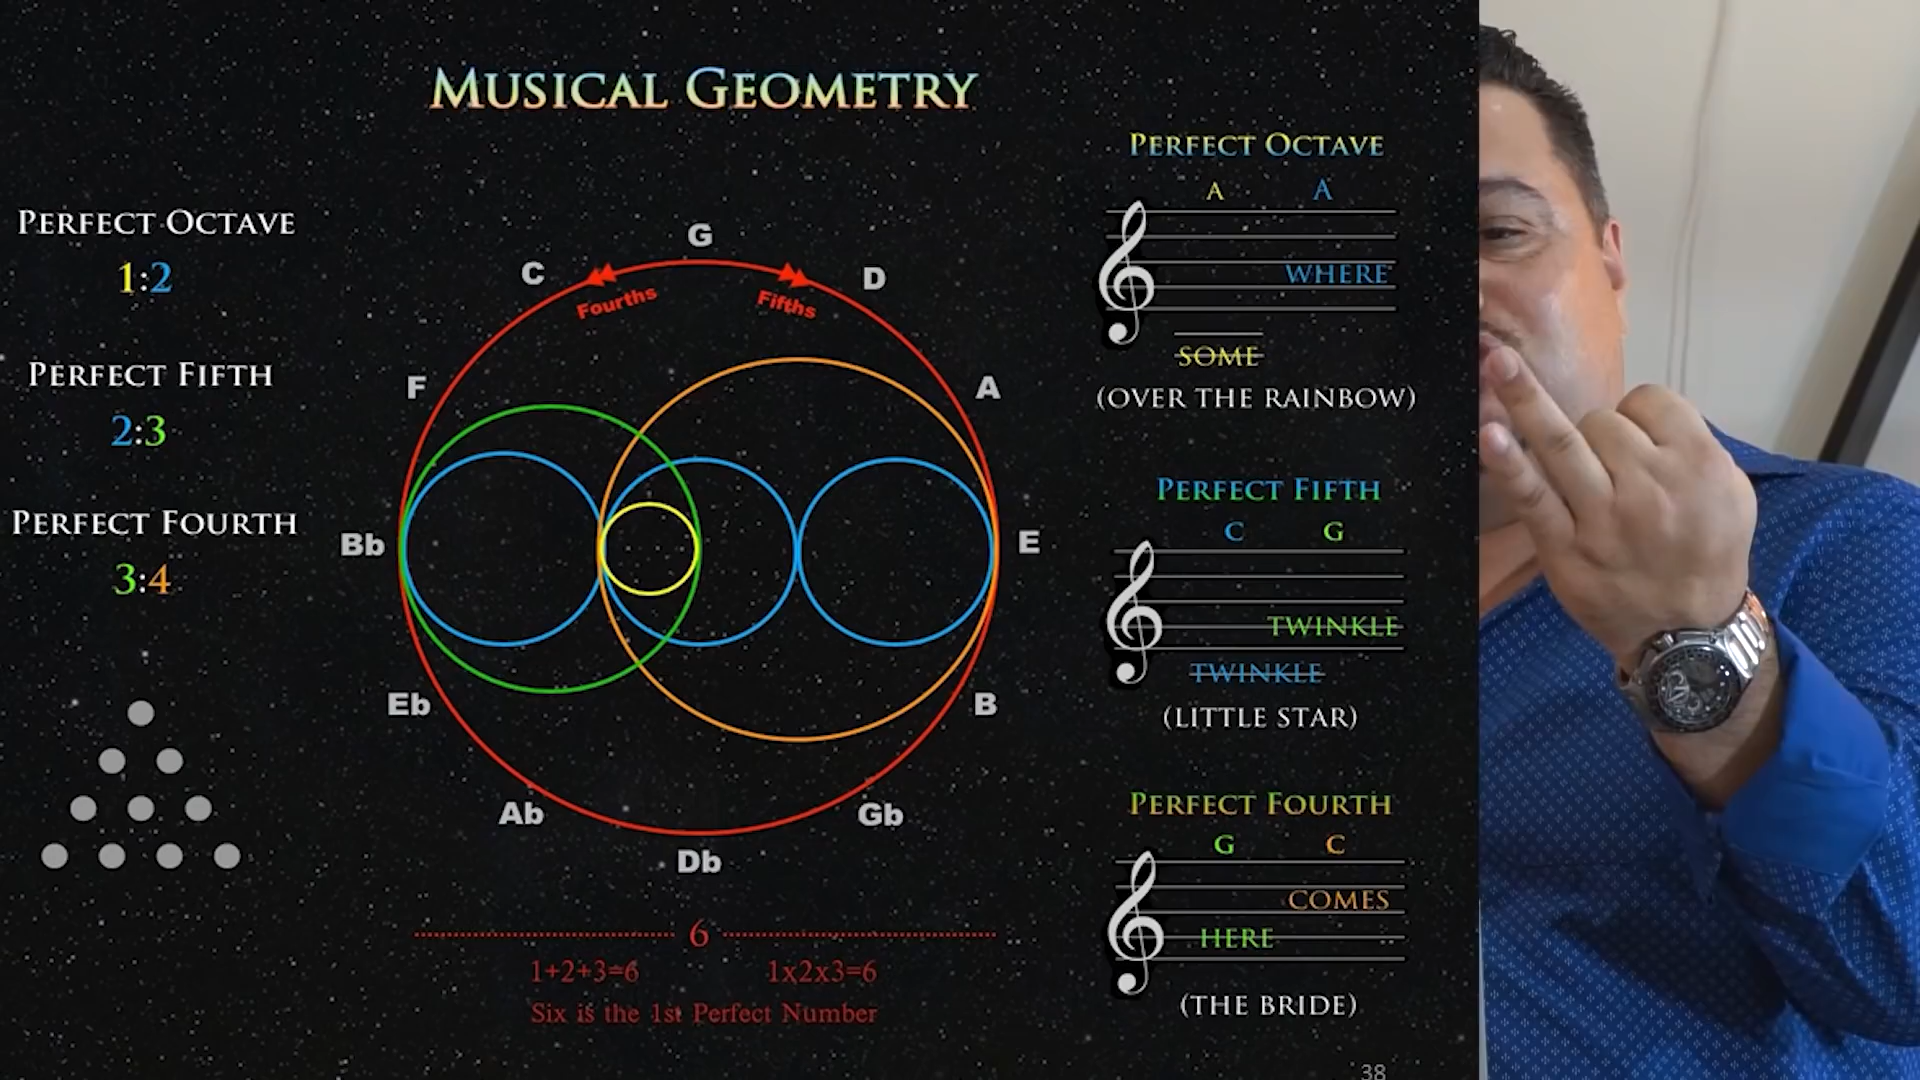 MUSICAL GEOMETRY
PERFECT OCTAVE
1:2
PERFECT FIFTH
2:3
PERFECT FOURTH
3:4
G
C
D
Fourths
Fifths
F
A
Bb
E
Eb
B
Ab
Gb
Db
6
1+2+3=6
1x2x3=6
Six is the 1st Perfect Number
PERFECT OCTAVE
A A
WHERE
SOME
(OVER THE RAINBOW)
PERFECT FIFTH
C G
TWINKLE
TWINKLE
(LITTLE STAR)
PERFECT FOURTH
G C
COMES
HERE
(THE BRIDE)
38